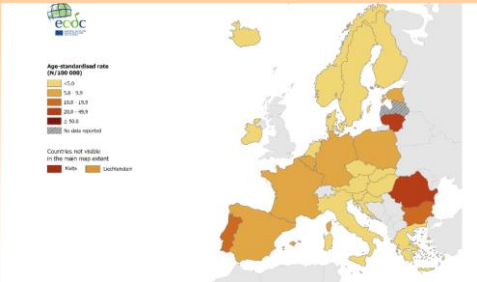 ecdc
Age-standardised rate
(N/100 000)
<5.0
5.0 - 9.9
10.0 - 19.9
20.0 - 49.9
≥ 50.0
No data reported
Countries not visible
in the main map extent
Malta Liechtenstein